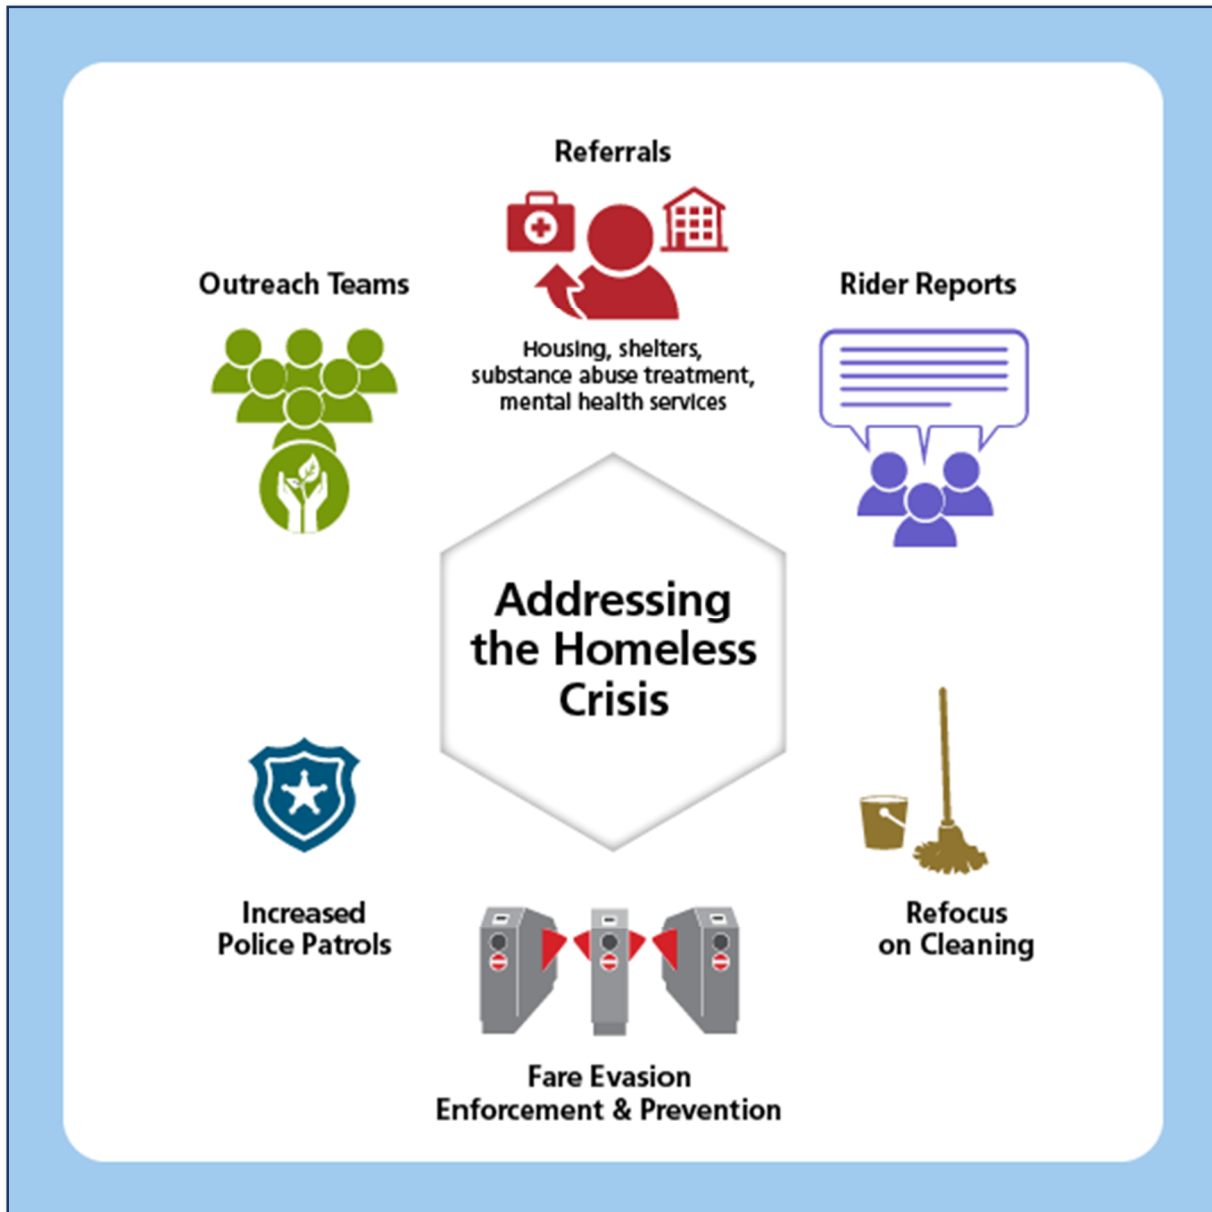 Referrals
Housing, shelters,
substance abuse treatment,
mental health services
Outreach Teams
Rider Reports
Addressing
the Homeless
Crisis
Increased
Police Patrols
Refocus
on Cleaning
Fare Evasion
Enforcement & Prevention